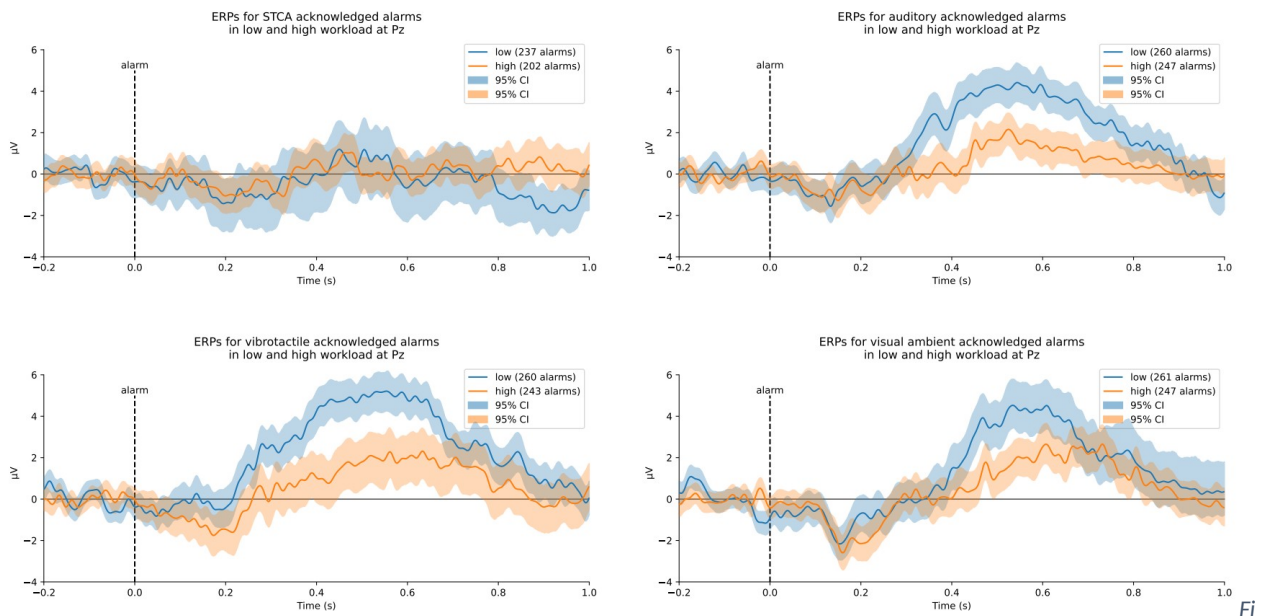 ERPs for STCA acknowledged alarms
in low and high workload at Pz
low (237 alarms)
high (202 alarms)
95% CI
95% CI
alarm
6
4
2
0
−2
−4
µV
−0.2
0.0
0.2
0.4
0.6
0.8
1.0
Time (s)
ERPs for auditory acknowledged alarms
in low and high workload at Pz
low (260 alarms)
high (247 alarms)
95% CI
95% CI
alarm
6
4
2
0
−2
−4
µV
−0.2
0.0
0.2
0.4
0.6
0.8
1.0
Time (s)
ERPs for vibrotactile acknowledged alarms
in low and high workload at Pz
low (260 alarms)
high (243 alarms)
95% CI
95% CI
alarm
6
4
2
0
−2
−4
µV
−0.2
0.0
0.2
0.4
0.6
0.8
1.0
Time (s)
ERPs for visual ambient acknowledged alarms
in low and high workload at Pz
low (261 alarms)
high (247 alarms)
95% CI
95% CI
alarm
6
4
2
0
−2
−4
µV
−0.2
0.0
0.2
0.4
0.6
0.8
1.0
Time (s)
Fi